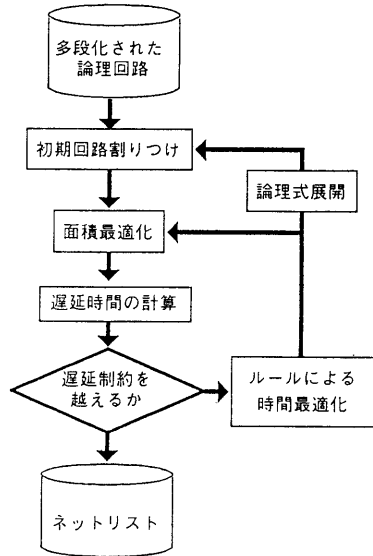 多段化された
論理回路
初期回路割りつけ
論理式展開
面積最適化
遅延時間の計算
遅延制約を
越えるか
ルールによる
時間最適化
ネットリスト